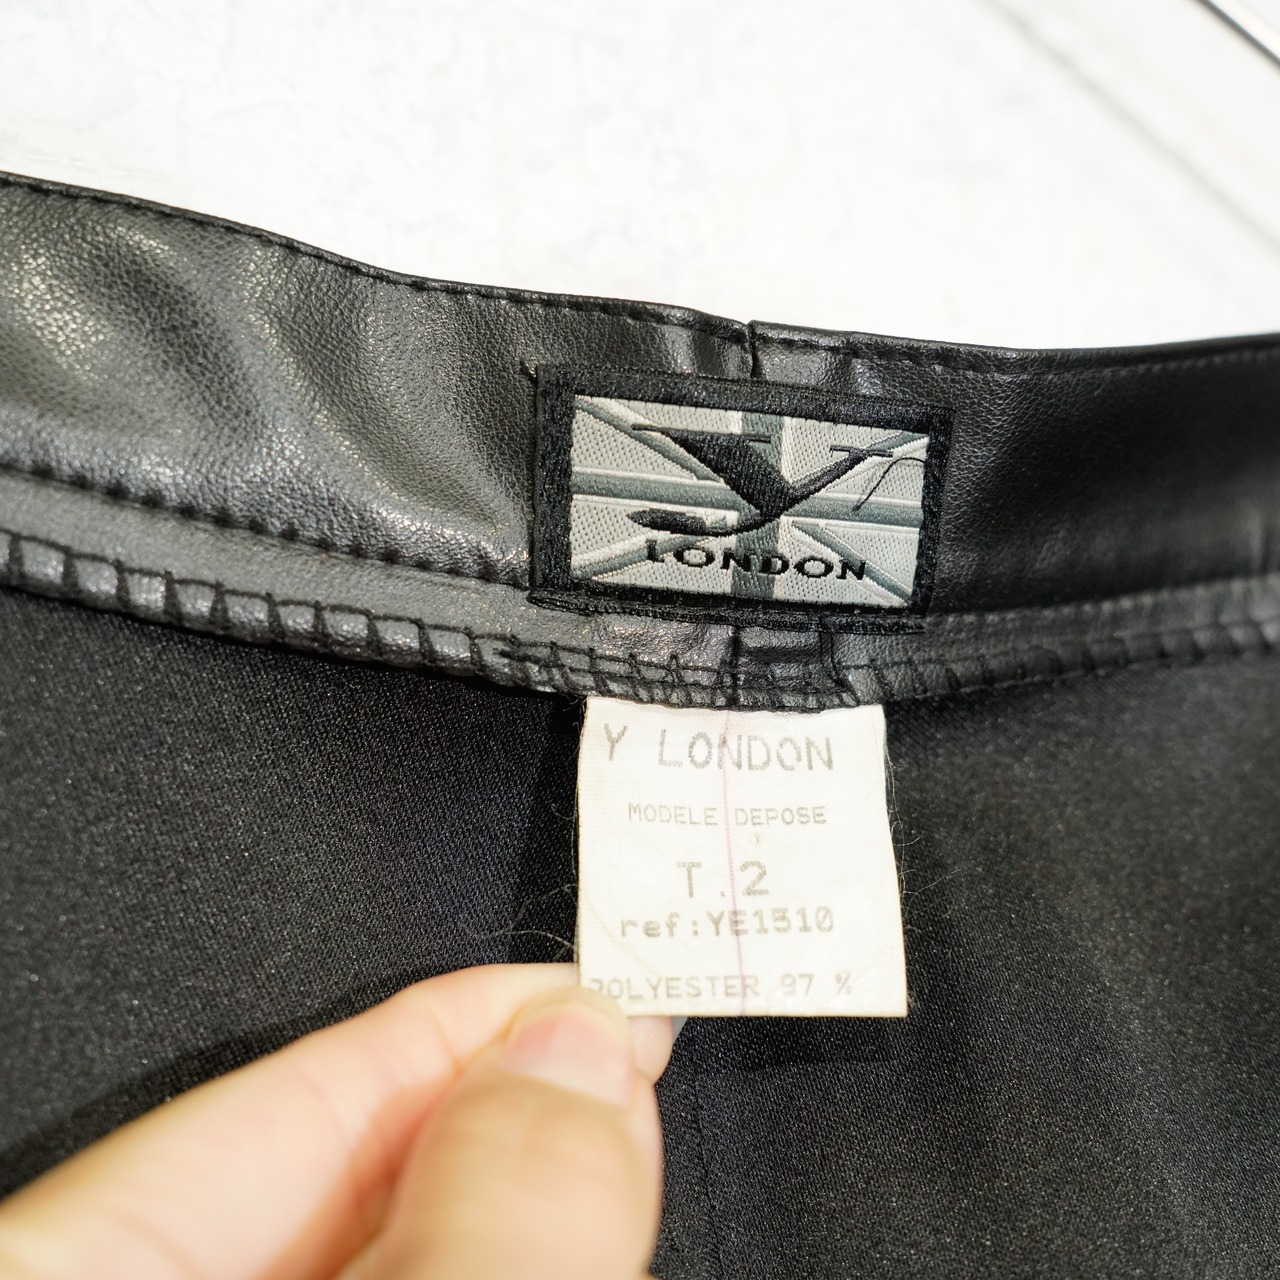 Y
LONDON
Y LONDON
MODELE DEPOSE
T.2
ref:YE1510
POLYESTER 97 %